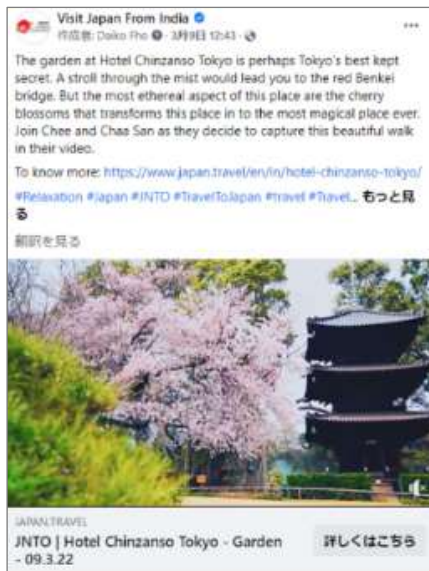 Visit Japan From India
作成者: Daiko Fho · 3月9日 12:43 ·
The garden at Hotel Chinzanso Tokyo is perhaps Tokyo's best kept
secret. A stroll through the mist would lead you to the red Benkei
bridge. But the most ethereal aspect of this place are the cherry
blossoms that transforms this place in to the most magical place ever.
Join Chee and Chaa San as they decide to capture this beautiful walk
in their video.
To know more: https://www.japan.travel/en/in/hotel-chinzanso-tokyo/
#Relaxation #Japan #JNTO #TravelToJapan #travel #Travel... もっと見
る
翻訳を見る
JAPAN.TRAVEL
JNTO | Hotel Chinzanso Tokyo - Garden
- 09.3.22
詳しくはこちら